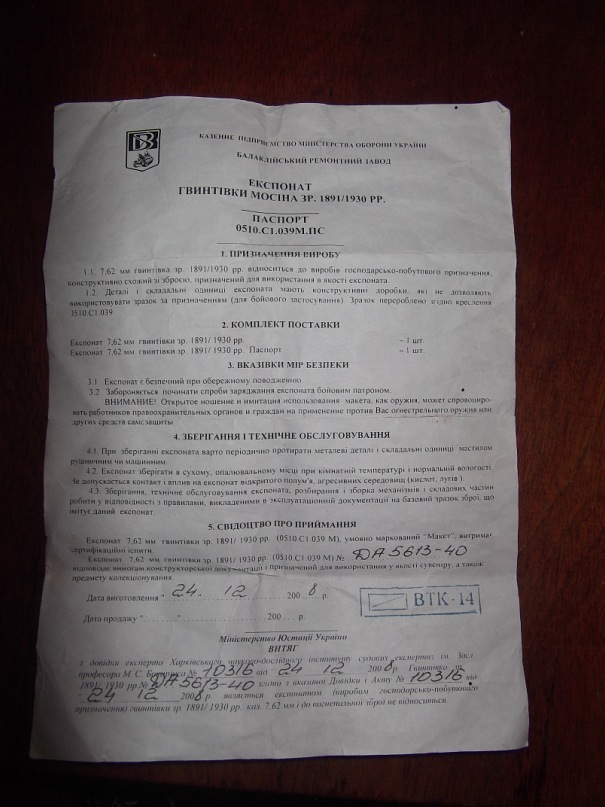 БРЗ
КАЗЕННЕ ПІДПРИЄМСТВО МІНІСТЕРСТВА ОБОРОНИ УКРАЇНИ
БАЛАКЛІЙСЬКИЙ РЕМОНТНИЙ ЗАВОД
ЕКСПОНАТ
ГВИНТІВКИ МОСІНА ЗР. 1891/1930 РР.
ПАСПОРТ
0510.С1.039М.ПС
1. ПРИЗНАЧЕННЯ ВИРОБУ
1.1. 7,62 мм гвинтівка зр. 1891/1930 рр. відноситься до виробів господарсько-побутового призначення,
конструктивно схожий зі зброєю, призначений для використання в якості експоната.
1.2. Деталі і складальні одиниці експоната мають конструктивні доробки, які не дозволяють
використовувати зразок за призначенням (для бойового застосування). Зразок перероблено згідно креслення
0510.С1.039
2. КОМПЛЕКТ ПОСТАВКИ
Експонат 7,62 мм гвинтівки зр. 1891/ 1930 рр. – 1 шт.
Експонат 7,62 мм гвинтівки зр. 1891/ 1930 рр. Паспорт – 1 шт.
3. ВКАЗІВКИ МІР БЕЗПЕКИ
3.1 Експонат є безпечний при обережному поводженню
3.2 Забороняється починати спроби заряджання експоната бойовим патроном.
ВНИМАНИЕ! Открытое ношение и имитация использования макета, как оружия, может спровоциро-
вать работников правоохранительных органов и граждан на применение против Вас огнестрельного оружия или
других средств самозащиты
4. ЗБЕРІГАННЯ І ТЕХНІЧНЕ ОБСЛУГОВУВАННЯ
4.1. При зберіганні експоната варто періодично протирати металеві деталі і складальні одиниці мастилом
рушничним чи машинним.
4.2. Експонат зберігати в сухому, опалювальному місці при кімнатній температурі і нормальній вологості.
Не допускається контакт і вплив на експонат відкритого полум'я, агресивних середовищ (кислот, лугів ).
4.3. Зберігання, технічне обслуговування експоната, розбирання і зборка механізмів і складових частин
робити у відповідності з правилами, викладеними в эксплуатаційній документації на базовий зразок зброї, що
імітує даний експонат.
5. СВІДОЦТВО ПРО ПРИЙМАННЯ
Експонат 7,62 мм гвинтівки зр. 1891/ 1930 рр. (0510.С1.039 М), умовно маркований "Макет", витримав
сертифікаційні іспити.
Експонат 7,62 мм гвинтівки зр. 1891/ 1930 рр. (0510.С1.039 М) № ДА5613-40
відповідає вимогам конструкторської документації і призначений для використання у якості сувеніру, а також
предмету колекціонування
Дата виготовлення " 24 " 12 200 8 р.
ВТК - 14
Дата продажу " " 200 р.
Міністерство Юстиції України
ВИТЯГ
з довідки експерта Харківського науково-дослідного інституту судових експертиз ім. Засл.
професора М.С. Бокаріуса № 10316 від 24 12 2008р. Гвинтівка зр.
1891/ 1930 рр.№ ДА5613-40 згідно з вказаної Довідки і Акту № 10316 від
" 24 12 2008 р. являється експонатом (виробом господарсько-побутового
призначення) гвинтівки зр. 1891/ 1930 рр. кал. 7,62 мм і до вогнепальної зброї не відноситься.